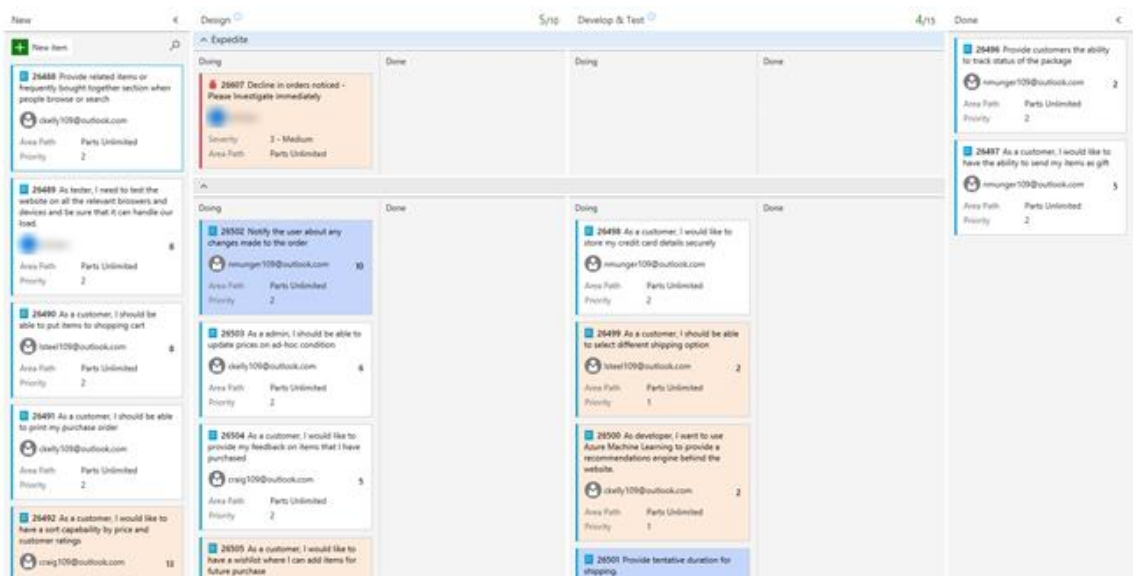 New
New item
26488 Provide related items or
frequently bought together section when
people browse or search
ckelly109@outlook.com
Area Path Parts Unlimited
Priority 2
26489 As tester, I need to test the
website on all the relevant broswers and
devices and be sure that it can handle our
load.
8
Area Path Parts Unlimited
Priority 2
26490 As a customer, I should be
able to put items to shopping cart
lsteel109@outlook.com 8
Area Path Parts Unlimited
Priority 2
26491 As a customer, I should be able
to print my purchase order
ckelly109@outlook.com
Area Path Parts Unlimited
Priority 2
26492 As a customer, I would like to
have a sort capability by price and
customer ratings
craig109@outlook.com 13
Design 5/10
Expedite
Doing Done
26607 Decline in orders noticed -
Please Investigate immediately
Severity 3 - Medium
Area Path Parts Unlimited
Doing Done
26502 Notify the user about any
changes made to the order
nmunger109@outlook.com 10
Area Path Parts Unlimited
Priority 2
26503 As a admin, I should be able to
update prices on ad-hoc condition
ckelly109@outlook.com 6
Area Path Parts Unlimited
Priority 2
26504 As a customer, I would like to
provide my feedback on items that I have
purchased
craig109@outlook.com 5
Area Path Parts Unlimited
Priority 2
26505 As a customer, I would like to
have a wishlist where I can add items for
future purchase
Develop & Test 4/15
Doing Done
Doing Done
26498 As a customer, I would like to
store my credit card details securely
nmunger109@outlook.com
Area Path Parts Unlimited
Priority 2
26499 As a customer, I should be able
to select different shipping option
lsteel109@outlook.com 2
Area Path Parts Unlimited
Priority 1
26500 As developer, I want to use
Azure Machine Learning to provide a
recommendations engine behind the
website.
ckelly109@outlook.com 2
Area Path Parts Unlimited
Priority 1
26501 Provide tentative duration for
shipping.
Done
26496 Provide customers the ability
to track status of the package
nmunger109@outlook.com 2
Area Path Parts Unlimited
Priority 2
26497 As a customer, I would like to
have the ability to send my items as gift
nmunger109@outlook.com 5
Area Path Parts Unlimited
Priority 2